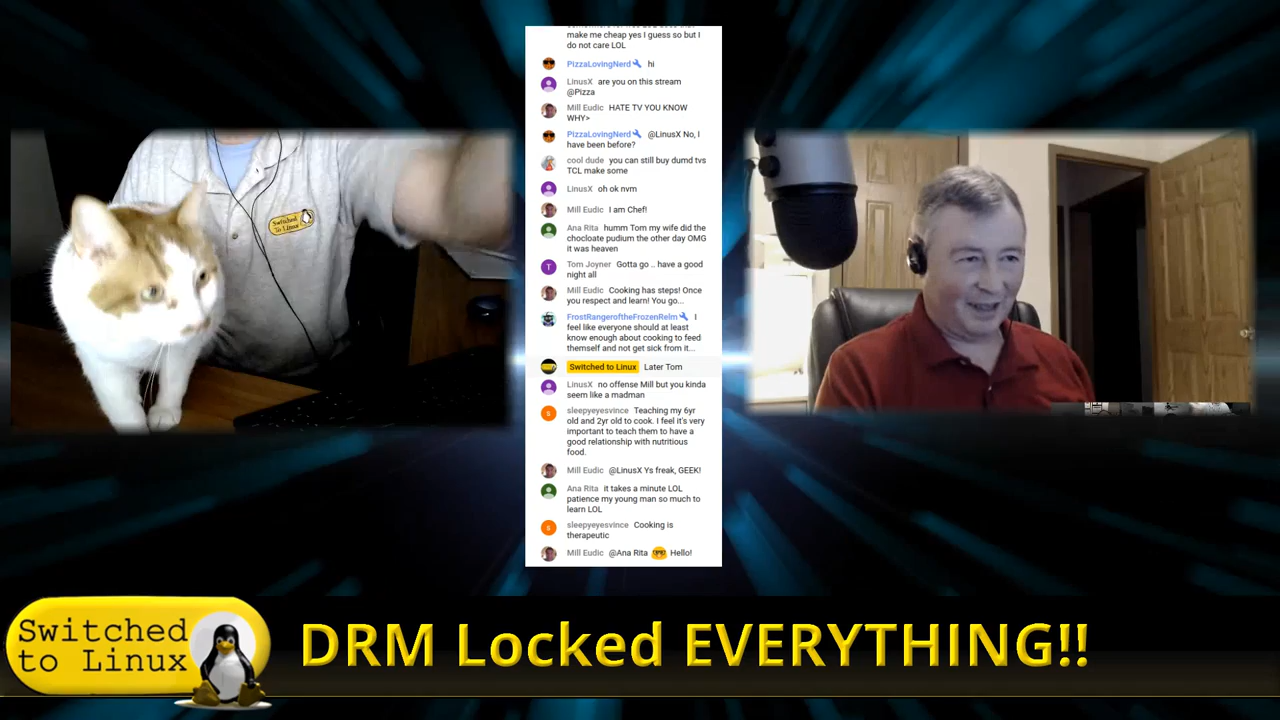 make me cheap yes I guess so but I
do not care LOL
PizzaLovingNerd hi
LinusX are you on this stream
@Pizza
Mill Eudic HATE TV YOU KNOW
WHY>
PizzaLovingNerd @LinusX No, I
have been before?
cool dude you can still buy dumd tvs
TCL make some
LinusX oh ok nvm
Mill Eudic I am Chef!
Ana Rita humm Tom my wife did the
chocloate pudium the other day OMG
it was heaven
T Tom Joyner Gotta go .. have a good
night all
Mill Eudic Cooking has steps! Once
you respect and learn! You go...
FrostRangeroftheFrozenRelm I
feel like everyone should at least
know enough about cooking to feed
themself and not get sick from it...
Switched to Linux Later Tom
LinusX no offense Mill but you kinda
seem like a madman
s sleepyeyesvince Teaching my 6yr
old and 2yr old to cook. I feel it's very
important to teach them to have a
good relationship with nutritious
food.
Mill Eudic @LinusX Ys freak, GEEK!
Ana Rita it takes a minute LOL
patience my young man so much to
learn LOL
s sleepyeyesvince Cooking is
therapeutic
Mill Eudic @Ana Rita Hello!
Switched
To Linux
Switched
to Linux
DRM Locked EVERYTHING!!